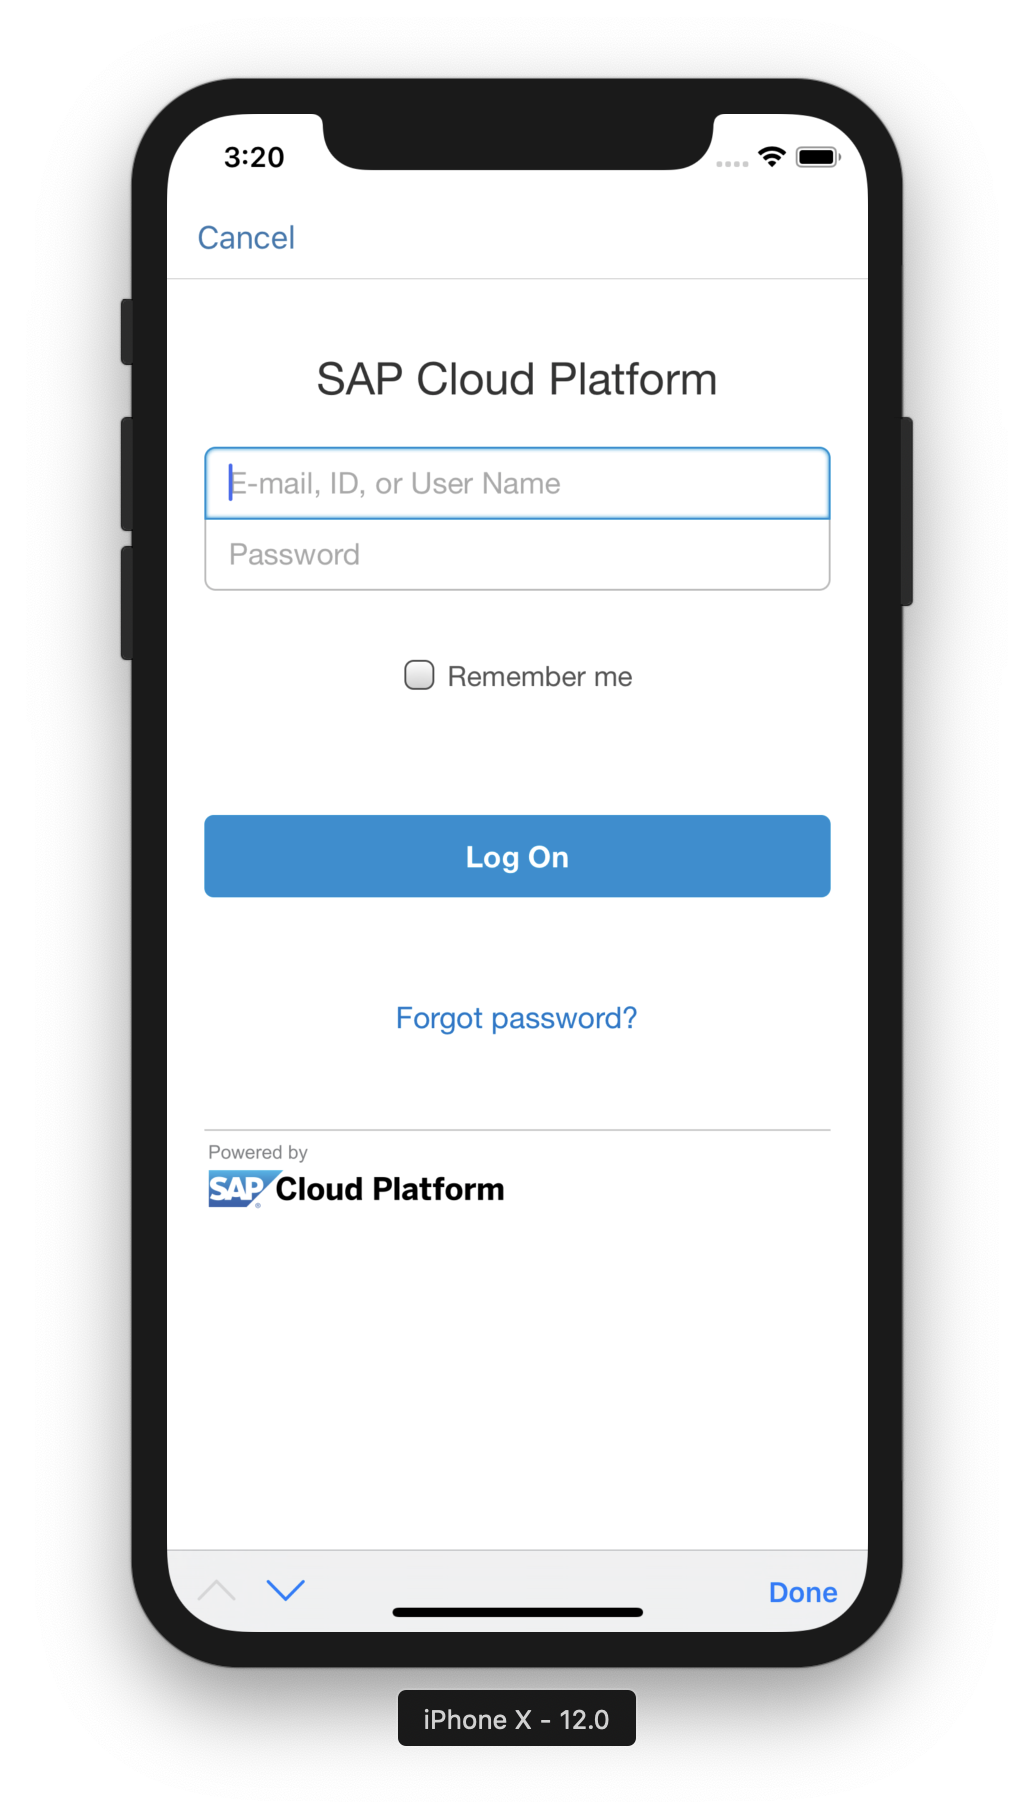 3:20
Cancel
SAP Cloud Platform
E-mail, ID, or User Name
Password
Remember me
Log On
Forgot password?
Powered by
SAP® Cloud Platform
Done
iPhone X - 12.0